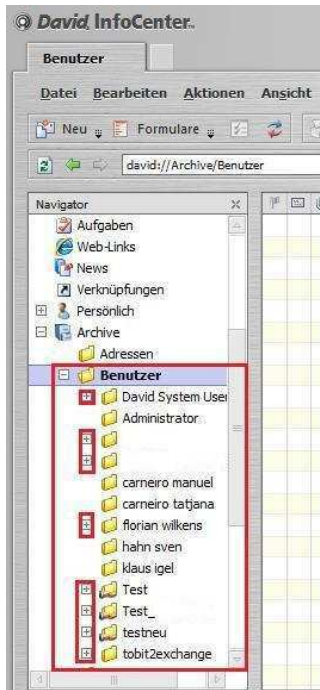 David InfoCenter
Benutzer
Datei Bearbeiten Aktionen Ansicht
Neu Formulare
david://Archive/Benutzer
Navigator
Aufgaben
Web-Links
News
Verknüpfungen
Persönlich
Archive
Adressen
Benutzer
David System User
Administrator
carneiro manuel
carneiro tatjana
florian wilkens
hahn sven
klaus igel
Test
Test_
testneu
tobit2exchange